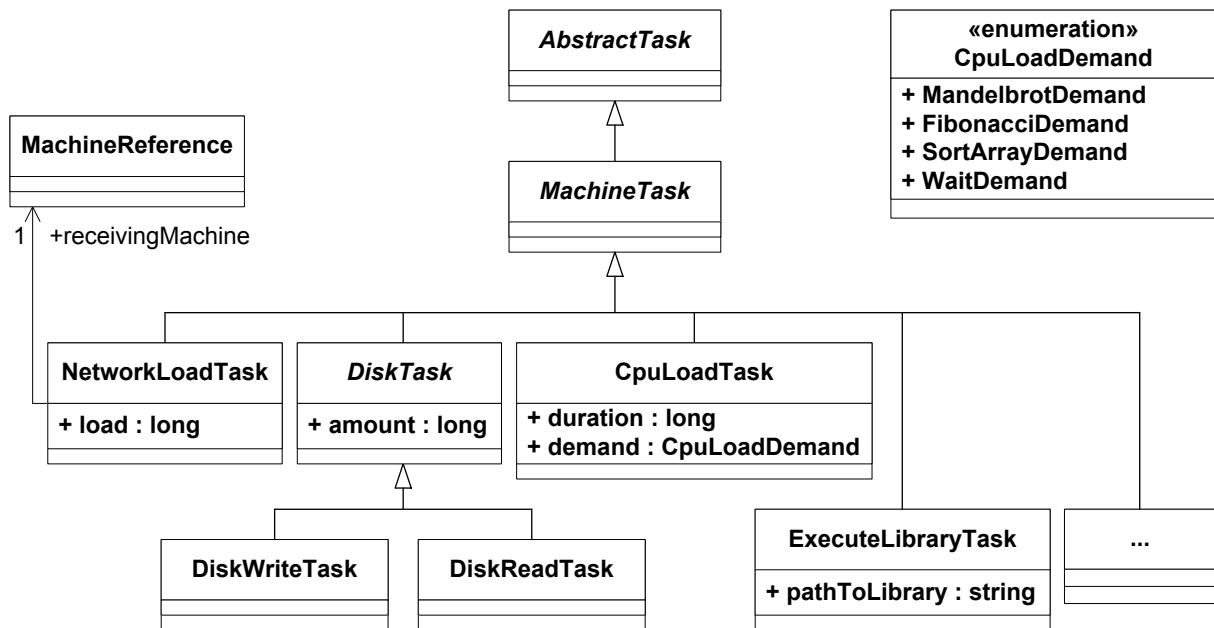 AbstractTask
«enumeration»
CpuLoadDemand
+ MandelbrotDemand
+ FibonacciDemand
+ SortArrayDemand
+ WaitDemand
MachineReference
MachineTask
1 +receivingMachine
NetworkLoadTask
+ load : long
DiskTask
+ amount : long
CpuLoadTask
+ duration : long
+ demand : CpuLoadDemand
DiskWriteTask
DiskReadTask
ExecuteLibraryTask
+ pathToLibrary : string
...